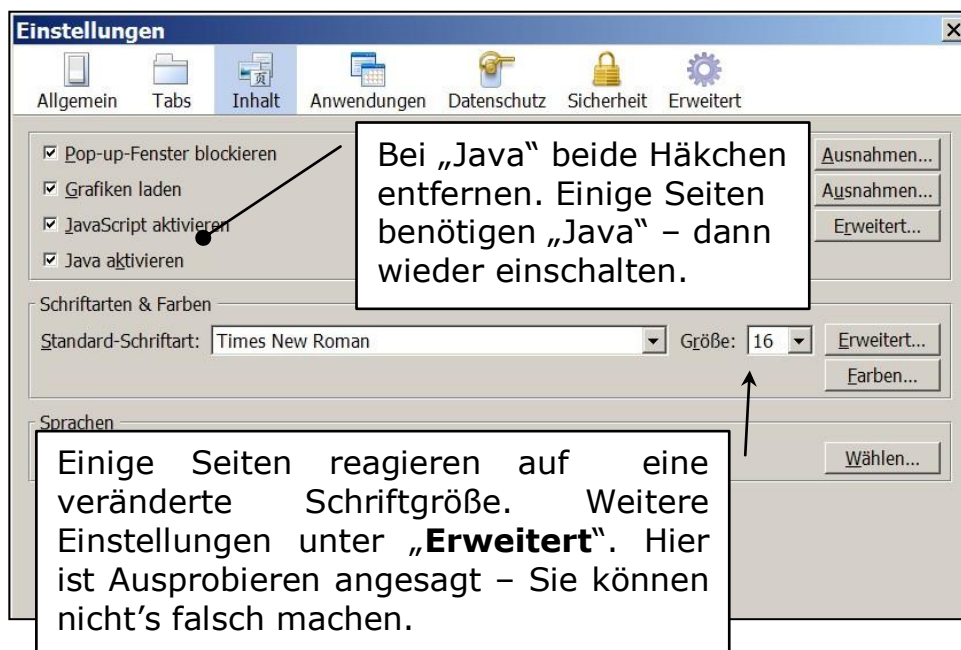 Einstellungen
Allgemein Tabs Inhalt Anwendungen Datenschutz Sicherheit Erweitert
Pop-up-Fenster blockieren
Ausnahmen...
Grafiken laden
Ausnahmen...
JavaScript aktivieren
Erweitert...
Java aktivieren
Bei „Java“ beide Häkchen
entfernen. Einige Seiten
benötigen „Java“ – dann
wieder einschalten.
Schriftarten & Farben
Standard-Schriftart: Times New Roman Größe: 16 Erweitert...
Farben...
Sprachen
Wählen...
Einige Seiten reagieren auf eine
veränderte Schriftgröße. Weitere
Einstellungen unter „Erweitert“. Hier
ist Ausprobieren angesagt – Sie können
nicht’s falsch machen.